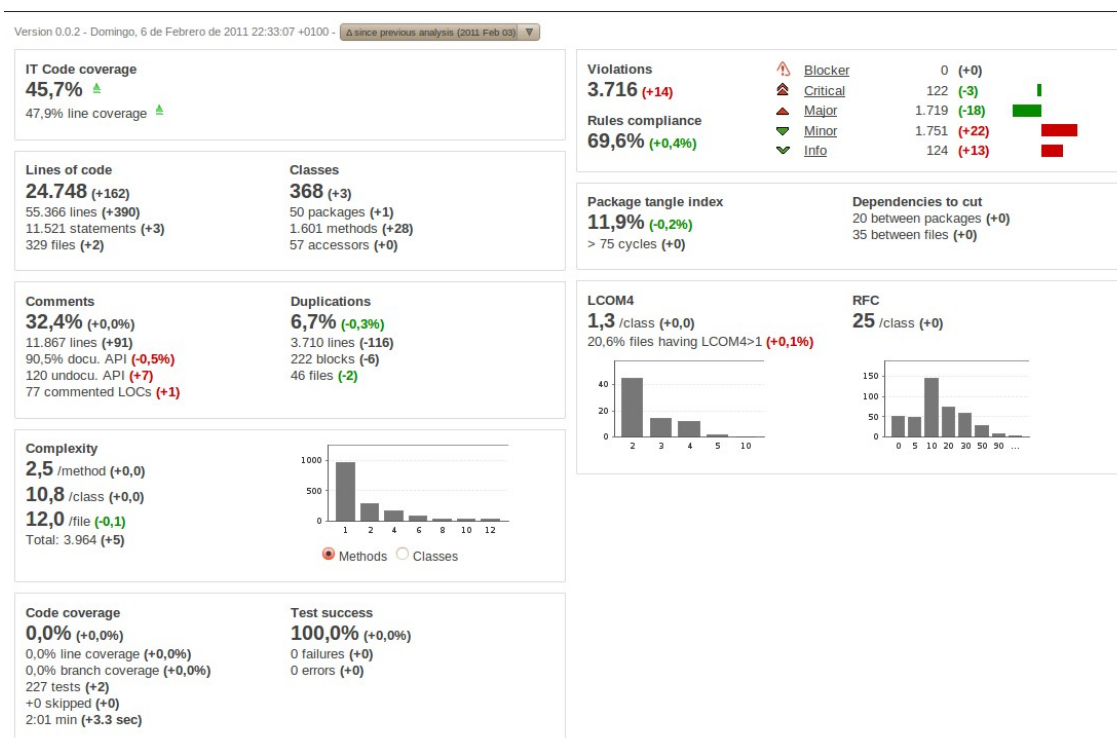 Version 0.0.2 - Domingo, 6 de Febrero de 2011 22:33:07 +0100 - Δ since previous analysis (2011 Feb 03)
IT Code coverage
45,7%
47,9% line coverage
Lines of code
24.748 (+162)
55.366 lines (+390)
11.521 statements (+3)
329 files (+2)
Classes
368 (+3)
50 packages (+1)
1.601 methods (+28)
57 accessors (+0)
Comments
32,4% (+0,0%)
11.867 lines (+91)
90,5% docu. API (-0,5%)
120 undocu. API (+7)
77 commented LOCs (+1)
Duplications
6,7% (-0,3%)
3.710 lines (-116)
222 blocks (-6)
46 files (-2)
Complexity
2,5 /method (+0,0)
10,8 /class (+0,0)
12,0 /file (-0,1)
Total: 3.964 (+5)
1000
500
0
1 2 4 6 8 10 12
Methods Classes
Code coverage
0,0% (+0,0%)
0,0% line coverage (+0,0%)
0,0% branch coverage (+0,0%)
227 tests (+2)
+0 skipped (+0)
2:01 min (+3.3 sec)
Test success
100,0% (+0,0%)
0 failures (+0)
0 errors (+0)
Violations
3.716 (+14)
Rules compliance
69,6% (+0,4%)
Blocker 0 (+0)
Critical 122 (-3)
Major 1.719 (-18)
Minor 1.751 (+22)
Info 124 (+13)
Package tangle index
11,9% (-0,2%)
> 75 cycles (+0)
Dependencies to cut
20 between packages (+0)
35 between files (+0)
LCOM4
1,3 /class (+0,0)
20,6% files having LCOM4>1 (+0,1%)
40
20
0
2 3 4 5 10
RFC
25 /class (+0)
150
100
50
0
0 5 10 20 30 50 90 ...